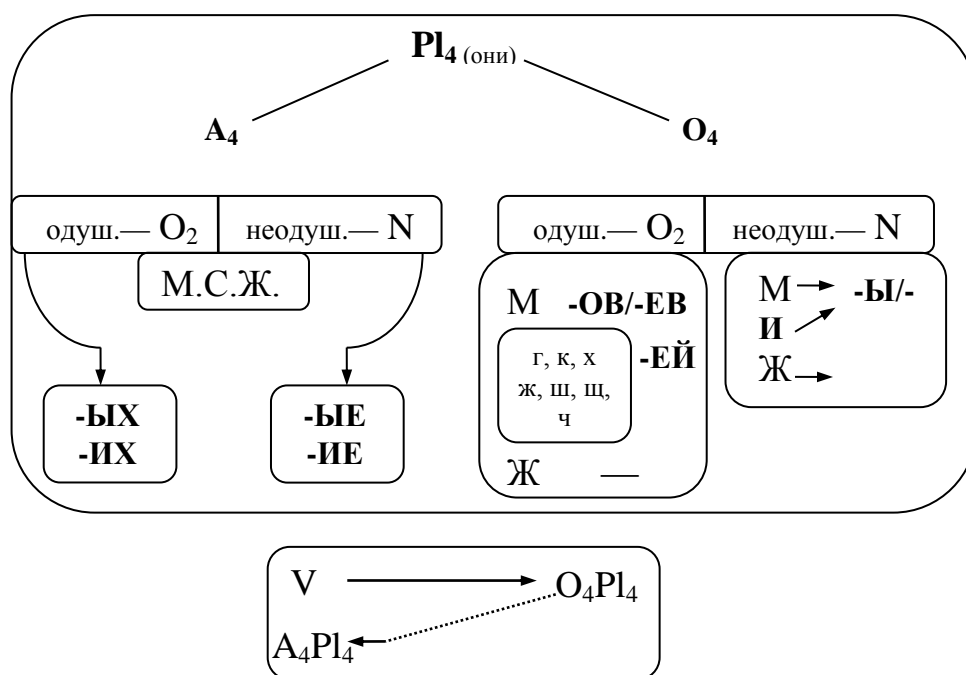 Pl₄ (они)
A₄ O₄
одуш.— O₂ неодуш.— N одуш.— O₂ неодуш.— N
М.С.Ж.
М -ОВ/-ЕВ
-ЕЙ
г, к, х
ж, ш, щ,
ч
Ж —
М -Ы/-
И
Ж
-ЫХ
-ИХ
-ЫЕ
-ИЕ
V O₄Pl₄
A₄Pl₄